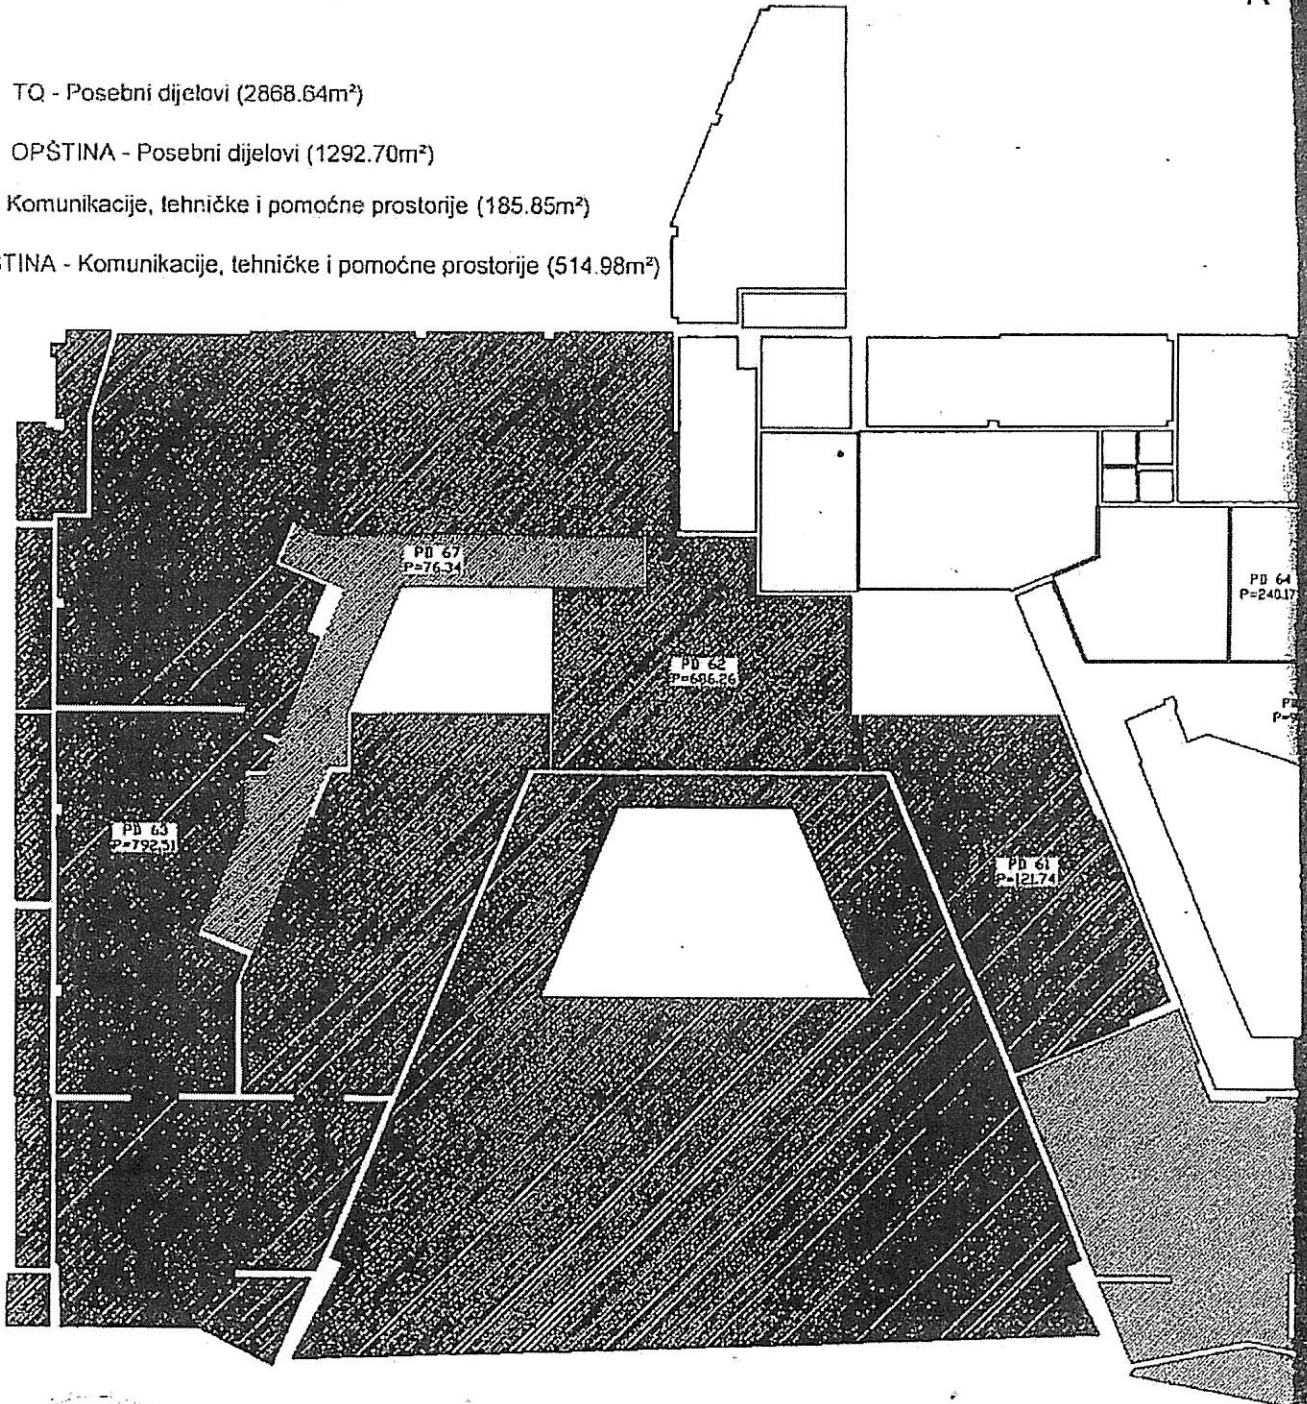 TQ - Posebni dijelovi (2868.64m²)
OPŠTINA - Posebni dijelovi (1292.70m²)
Komunikacije, tehničke i pomoćne prostorije (185.85m²)
ŠTINA - Komunikacije, tehničke i pomoćne prostorije (514.98m²)
PD 67
P=76.34
PD 64
P=240.17
PD 62
P=686.26
PD 63
P=792.51
PD 61
P=121.74